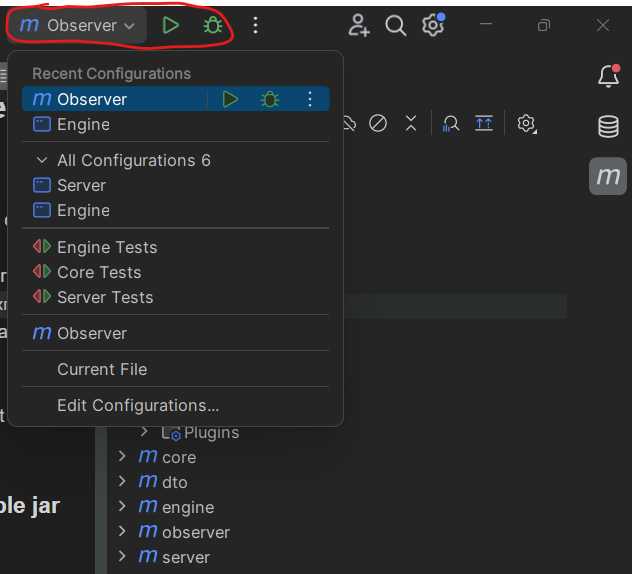 Observer
Recent Configurations
Observer
Engine
All Configurations 6
Server
Engine
Engine Tests
Core Tests
Server Tests
Observer
Current File
Edit Configurations...
Plugins
core
dto
engine
observer
server
ble jar